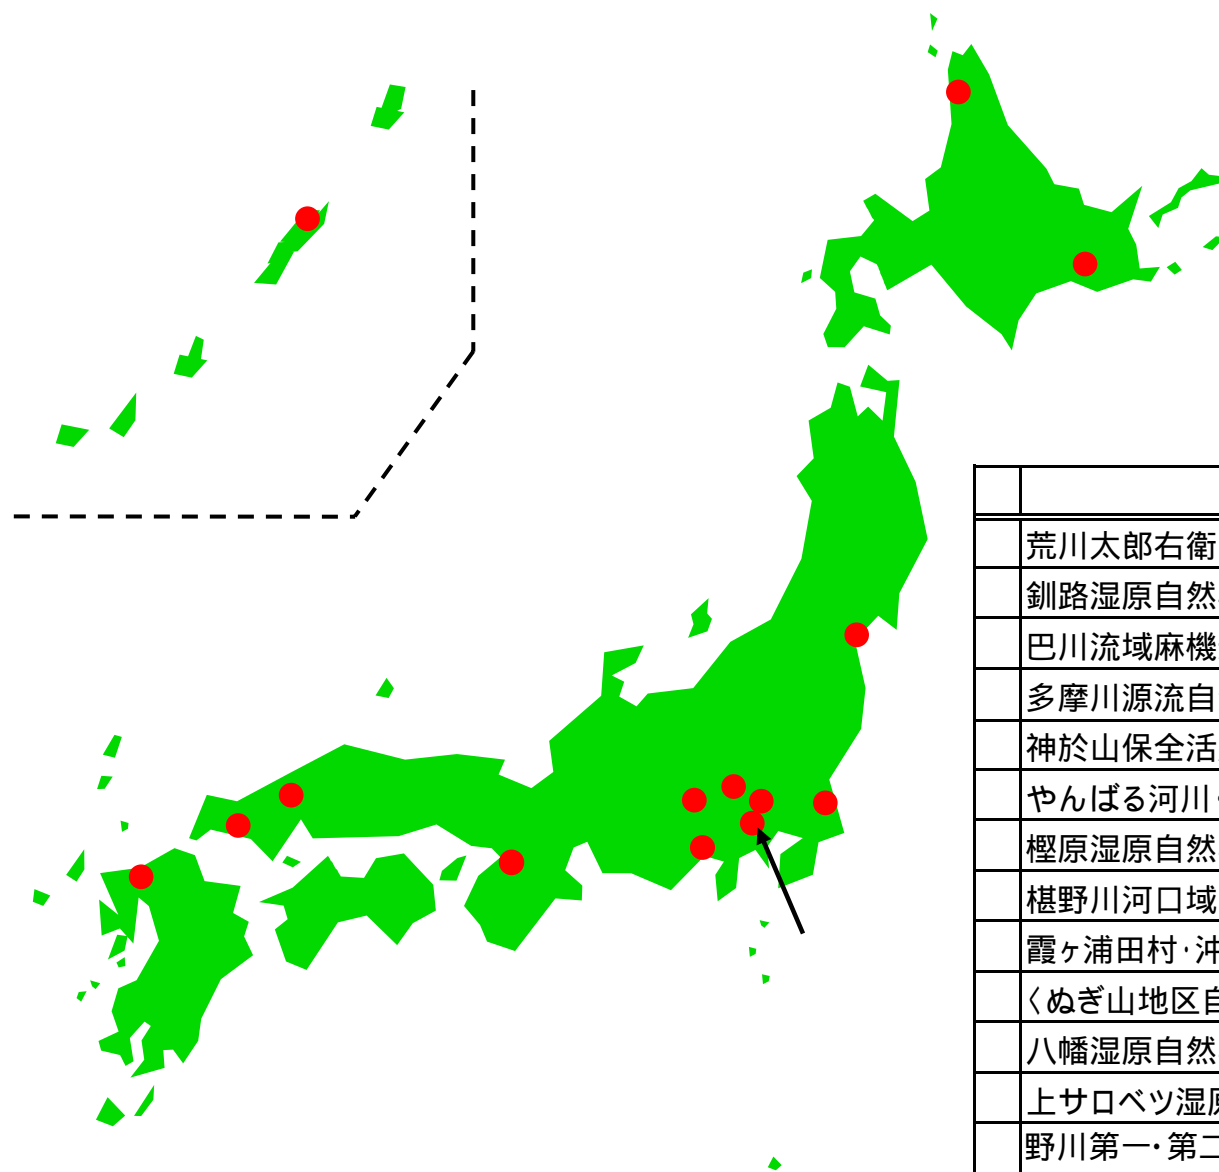 荒川太郎右衛
釧路湿原自然
巴川流域麻機
多摩川源流自
神於山保全活
やんばる河川・
樫原湿原自然
椹野川河口域
霞ヶ浦田村・沖
くぬぎ山地区自
八幡湿原自然
上サロベツ湿原
野川第一・第二